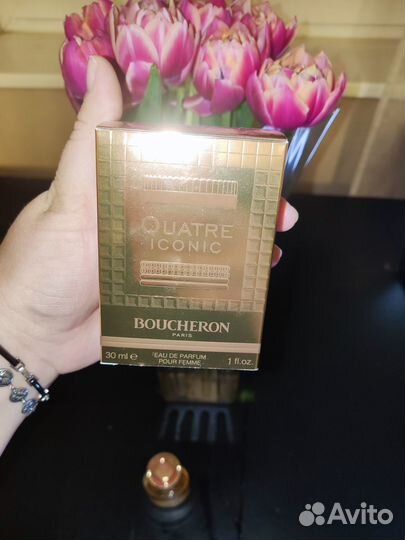 QUATRE
ICONIC
BOUCHERON
PARIS
30 ml e EAU DE PARFUM 1 fl.oz.
POUR FEMME
Avito